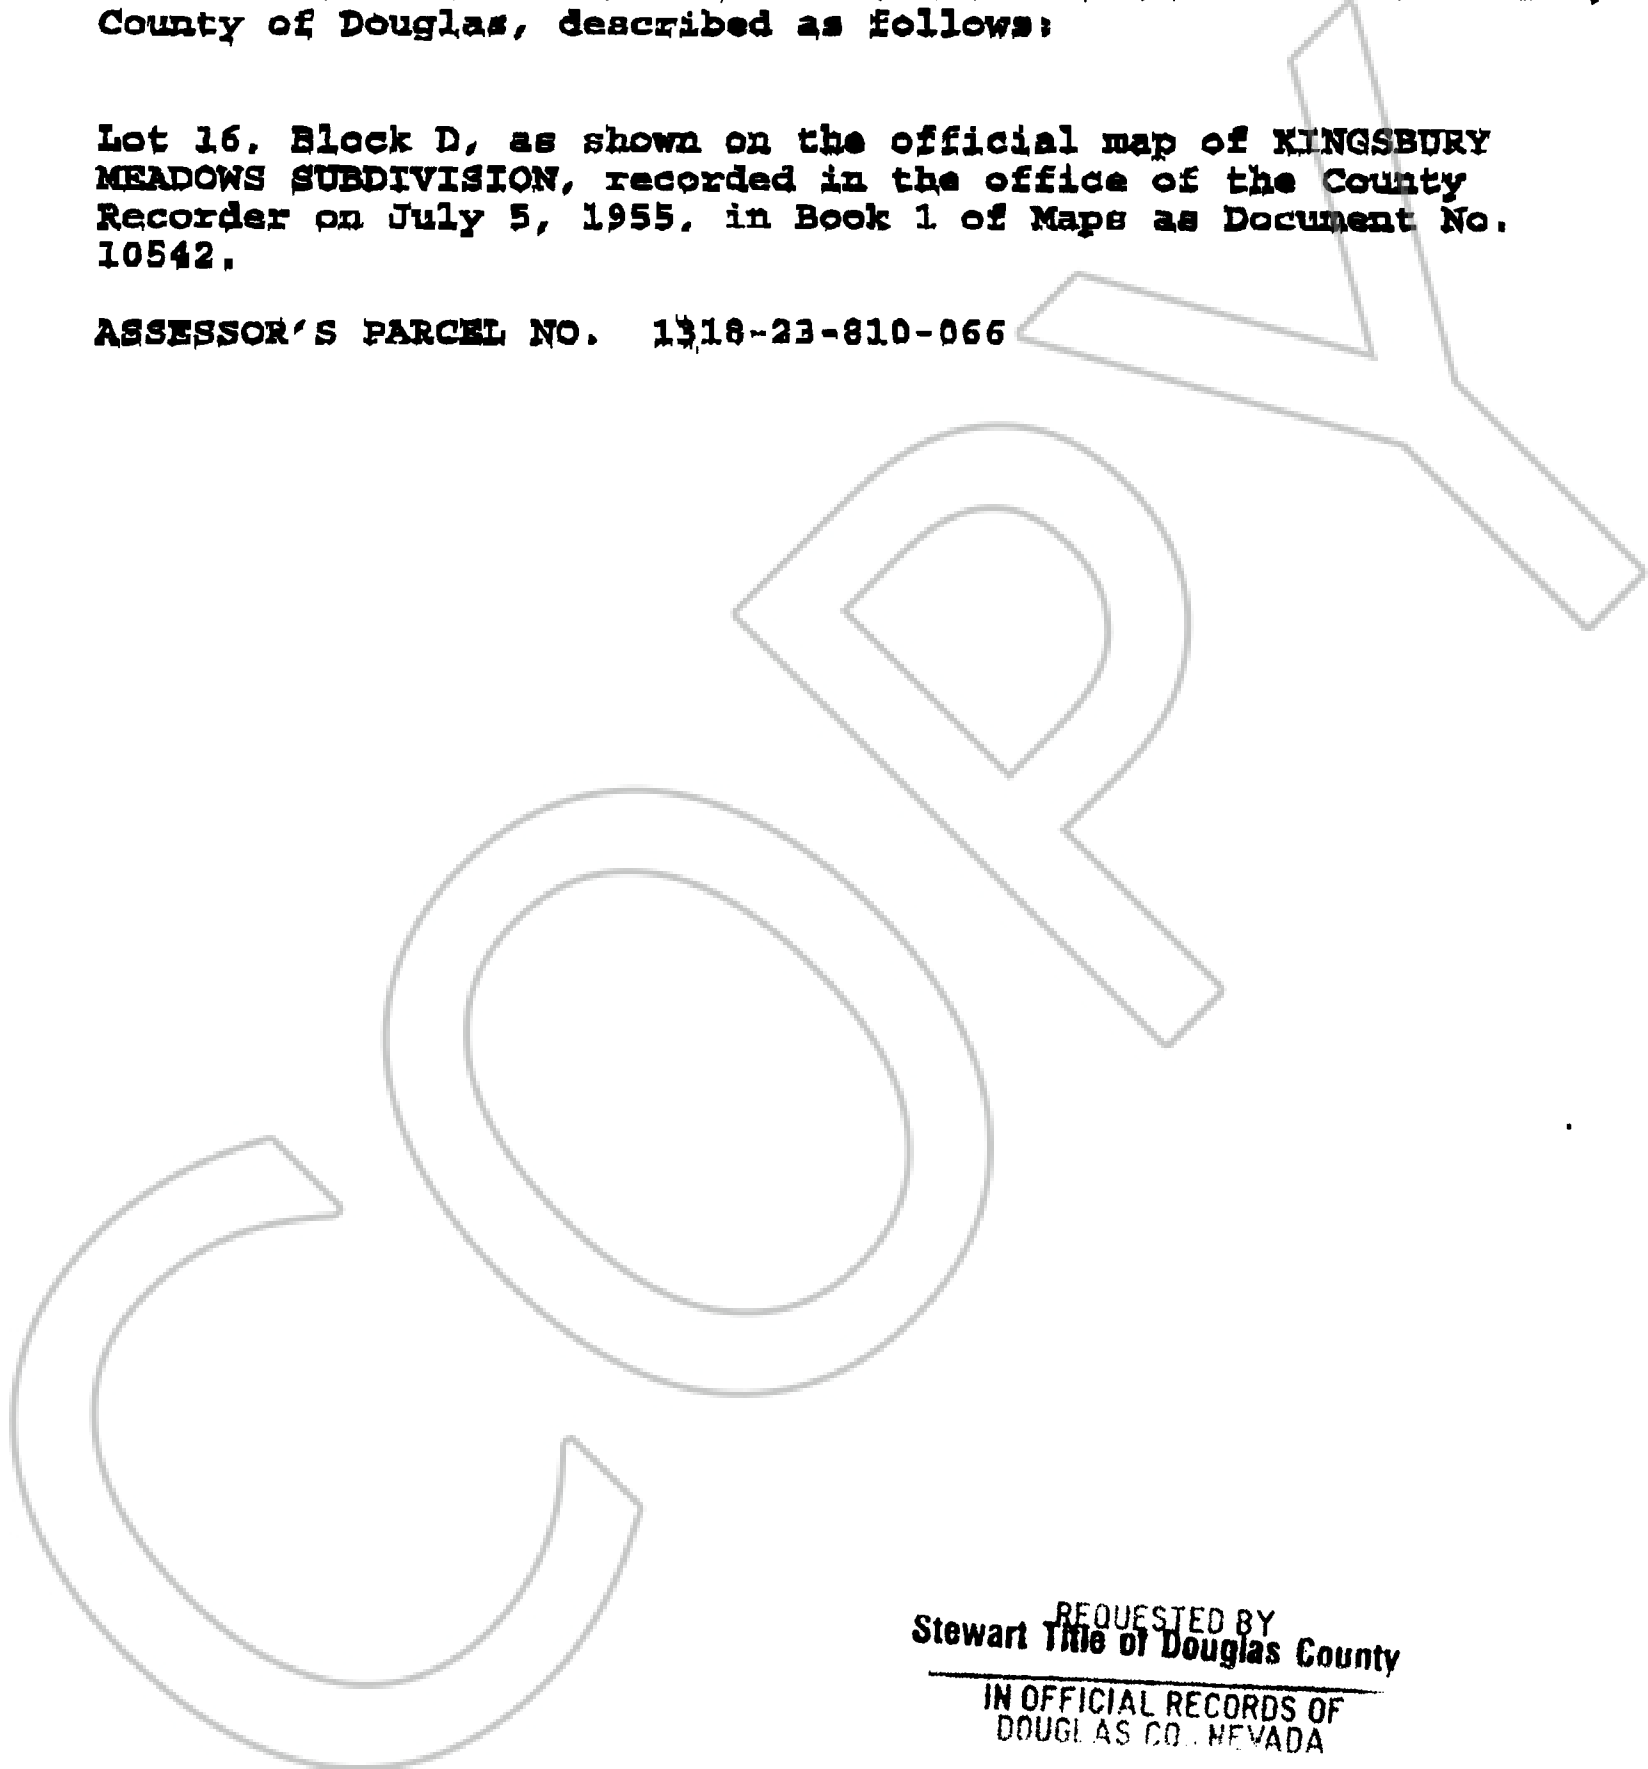 County of Douglas, described as follows:
Lot 16, Block D, as shown on the official map of KINGSBURY
MEADOWS SUBDIVISION, recorded in the office of the County
Recorder on July 5, 1955, in Book 1 of Maps as Document No.
10542.
ASSESSOR'S PARCEL NO. 1318-23-810-066
COPY
REQUESTED BY
Stewart Title of Douglas County
IN OFFICIAL RECORDS OF
DOUGLAS CO., NEVADA